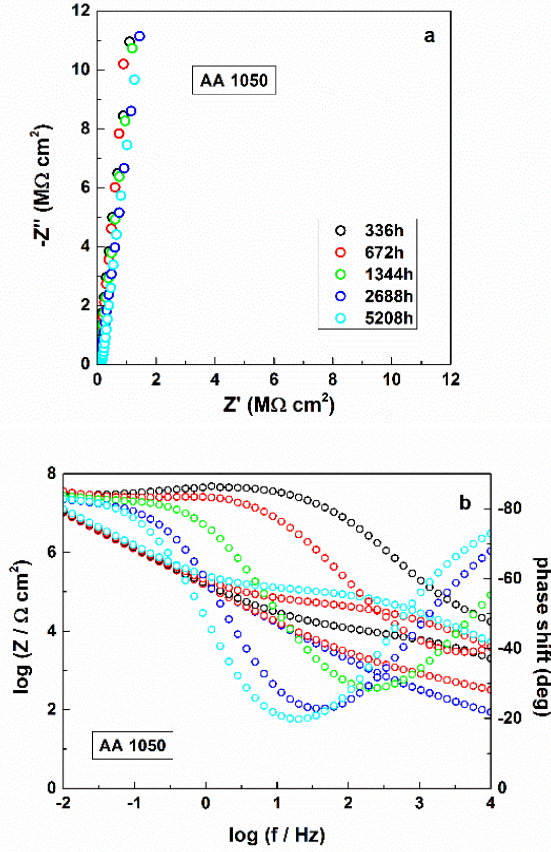 12
a
10
AA 1050
8
-Z'' (MΩ cm²)
6
336h
672h
4
1344h
2688h
2
5208h
0
0 2 4 6 8 10 12
Z' (MΩ cm²)
8
b
-80
6
-60
log (Z / Ω cm²)
phase shift (deg)
4
-40
2
-20
AA 1050
0
0
-2 -1 0 1 2 3 4
log (f / Hz)